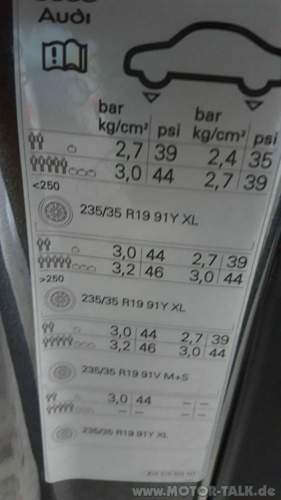 Audi
bar psi bar psi
kg/cm² kg/cm²
2,7 39 2,4 35
3,0 44 2,7 39
<250
235/35 R19 91Y XL
3,0 44 2,7 39
3,2 46 3,0 44
>250
235/35 R19 91Y XL
3,0 44 2,7 39
3,2 46 3,0 44
235/35 R19 91V M+S
3,0 44 – –
– – – –
235/35 R19 91Y XL
www.MOTOR-TALK.de